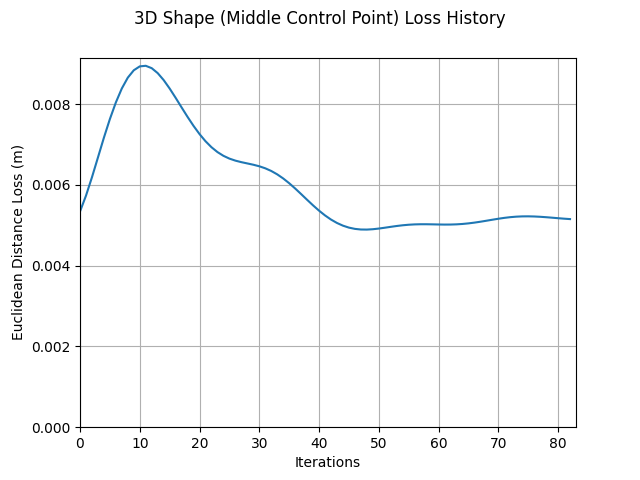 3D Shape (Middle Control Point) Loss History
0.008
0.006
0.004
0.002
0.000
Euclidean Distance Loss (m)
0 10 20 30 40 50 60 70 80
Iterations